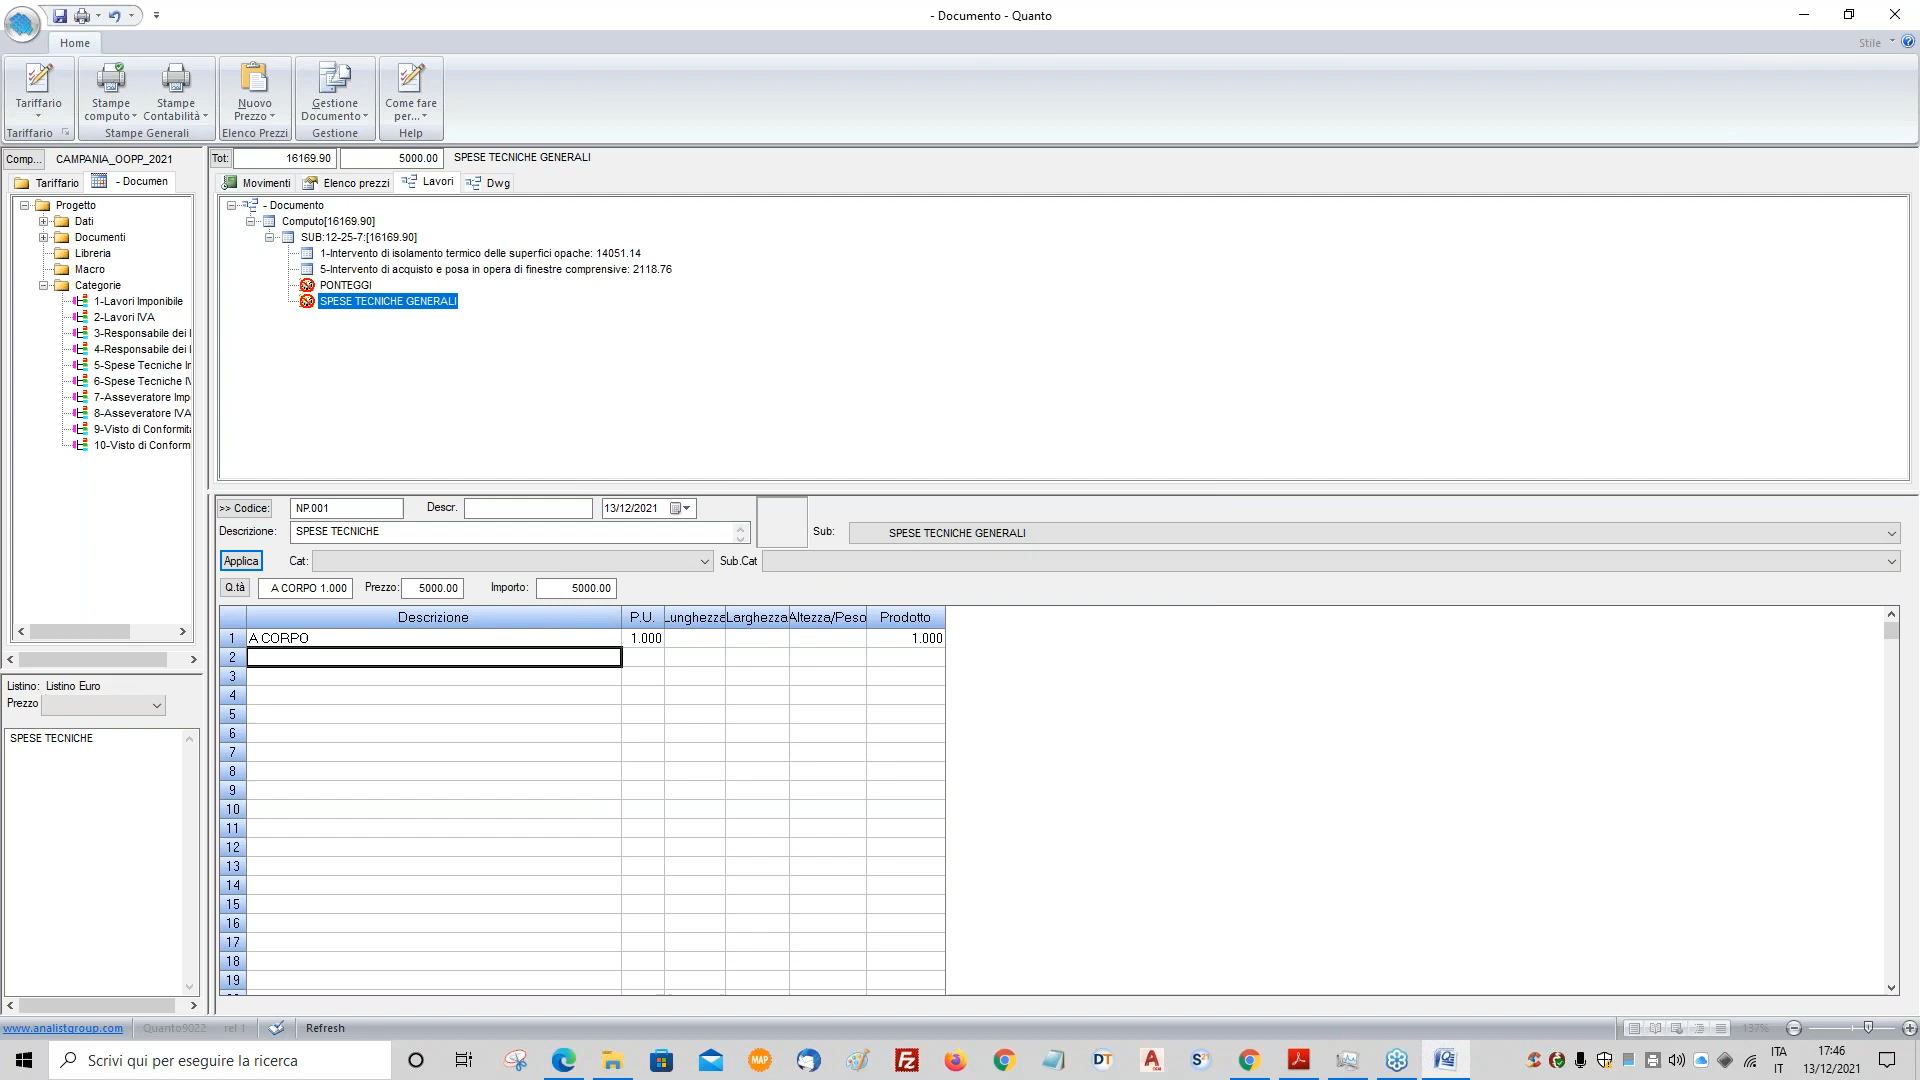 - Documento - Quanto
Home
Stile
Tariffario
Stampe computo
Stampe Contabilità
Nuovo Prezzo
Gestione Documento
Come fare per...
Tariffario
Stampe Generali
Elenco Prezzi
Gestione
Help
Comp...
CAMPANIA_OOPP_2021
Tot:
16169.90
5000.00
SPESE TECNICHE GENERALI
Tariffario
- Documen
Movimenti
Elenco prezzi
Lavori
Dwg
Progetto
Dati
Documenti
Libreria
Macro
Categorie
1-Lavori Imponibile
2-Lavori IVA
3-Responsabile dei l
4-Responsabile dei l
5-Spese Tecniche Ir
6-Spese Tecniche IV
7-Asseveratore Impo
8-Asseveratore IVA
9-Visto di Conformità
10-Visto di Conform
- Documento
Computo[16169.90]
SUB:12-25-7:[16169.90]
1-Intervento di isolamento termico delle superfici opache: 14051.14
5-Intervento di acquisto e posa in opera di finestre comprensive: 2118.76
PONTEGGI
SPESE TECNICHE GENERALI
>> Codice:
NP.001
Descr.
13/12/2021
Descrizione:
SPESE TECNICHE
Sub:
SPESE TECNICHE GENERALI
Applica
Cat:
Sub.Cat
Q.tà
A CORPO 1.000
Prezzo:
5000.00
Importo:
5000.00
Descrizione P.U. Lunghezza Larghezza Altezza/Peso Prodotto
1 A CORPO 1.000 1.000
2
3
4
5
6
7
8
9
10
11
12
13
14
15
16
17
18
19
Listino: Listino Euro
Prezzo
SPESE TECNICHE
www.analistgroup.com
Quanto9022
rel 1
Refresh
137%
Scrivi qui per eseguire la ricerca
MAP
DT
ITA
IT
17:46
13/12/2021